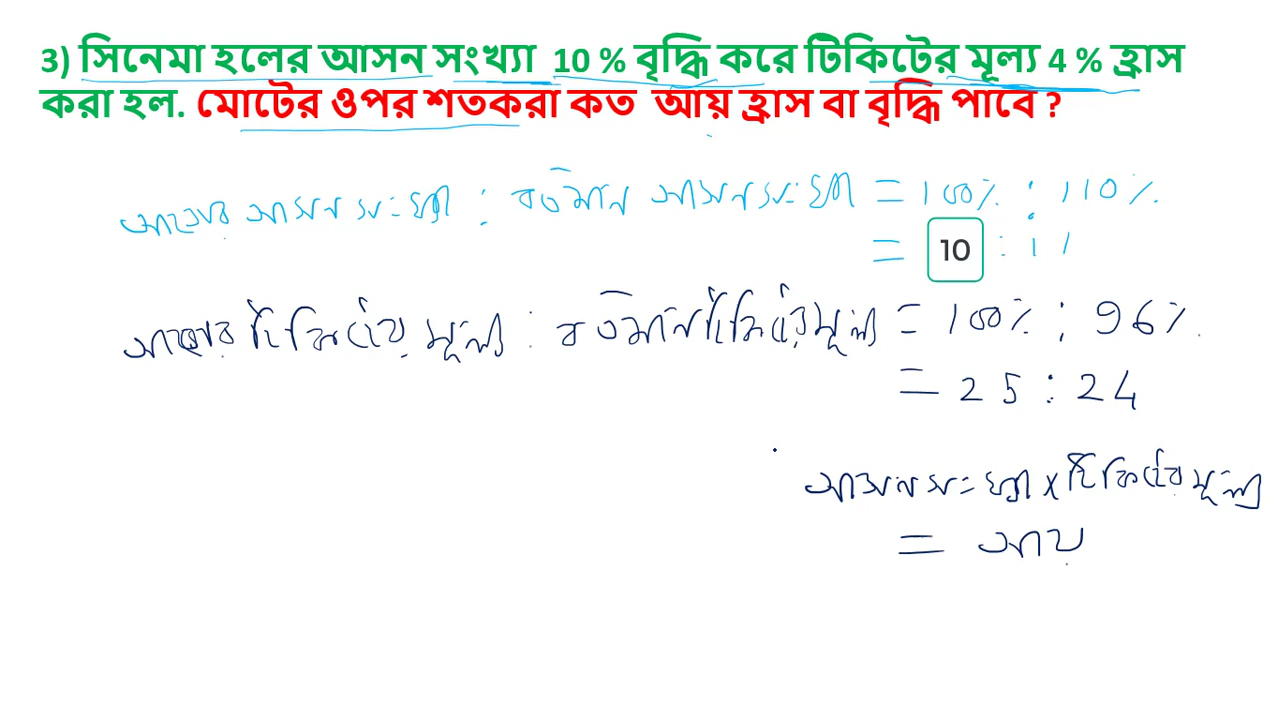 3) সিনেমা হলের আসন সংখ্যা 10 % বৃদ্ধি করে টিকিটের মূল্য 4 % হ্রাস
করা হল. মোটের ওপর শতকরা কত আয় হ্রাস বা বৃদ্ধি পাবে ?
আগের আসন সংখ্যা : বর্তমান আসন সংখ্যা = 100% : 110%
= 10 : 11
আগের টিকিটের মূল্য : বর্তমান টিকিটের মূল্য = 100% : 96%
= 25 : 24
আসন সংখ্যা x টিকিটের মূল্য
= আয়